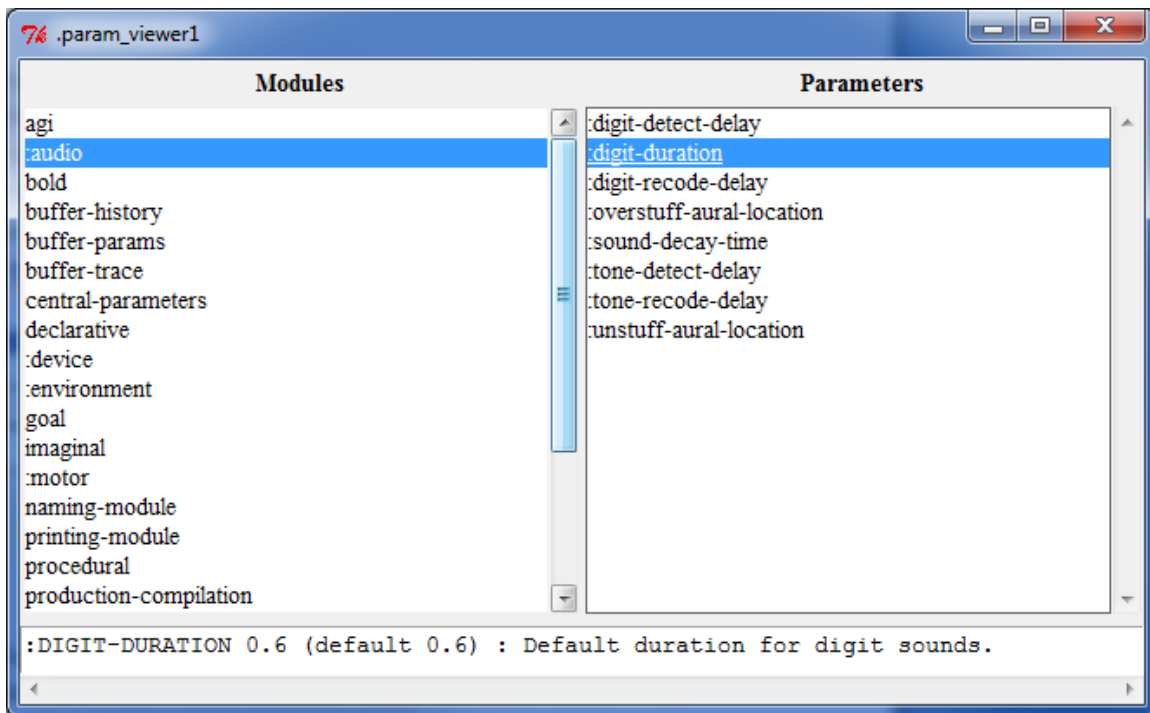 .param_viewer1
Modules
agi
:audio
bold
buffer-history
buffer-params
buffer-trace
central-parameters
declarative
:device
:environment
goal
imaginal
:motor
naming-module
printing-module
procedural
production-compilation
Parameters
:digit-detect-delay
:digit-duration
:digit-recode-delay
:overstuff-aural-location
:sound-decay-time
:tone-detect-delay
:tone-recode-delay
:unstuff-aural-location
:DIGIT-DURATION 0.6 (default 0.6) : Default duration for digit sounds.